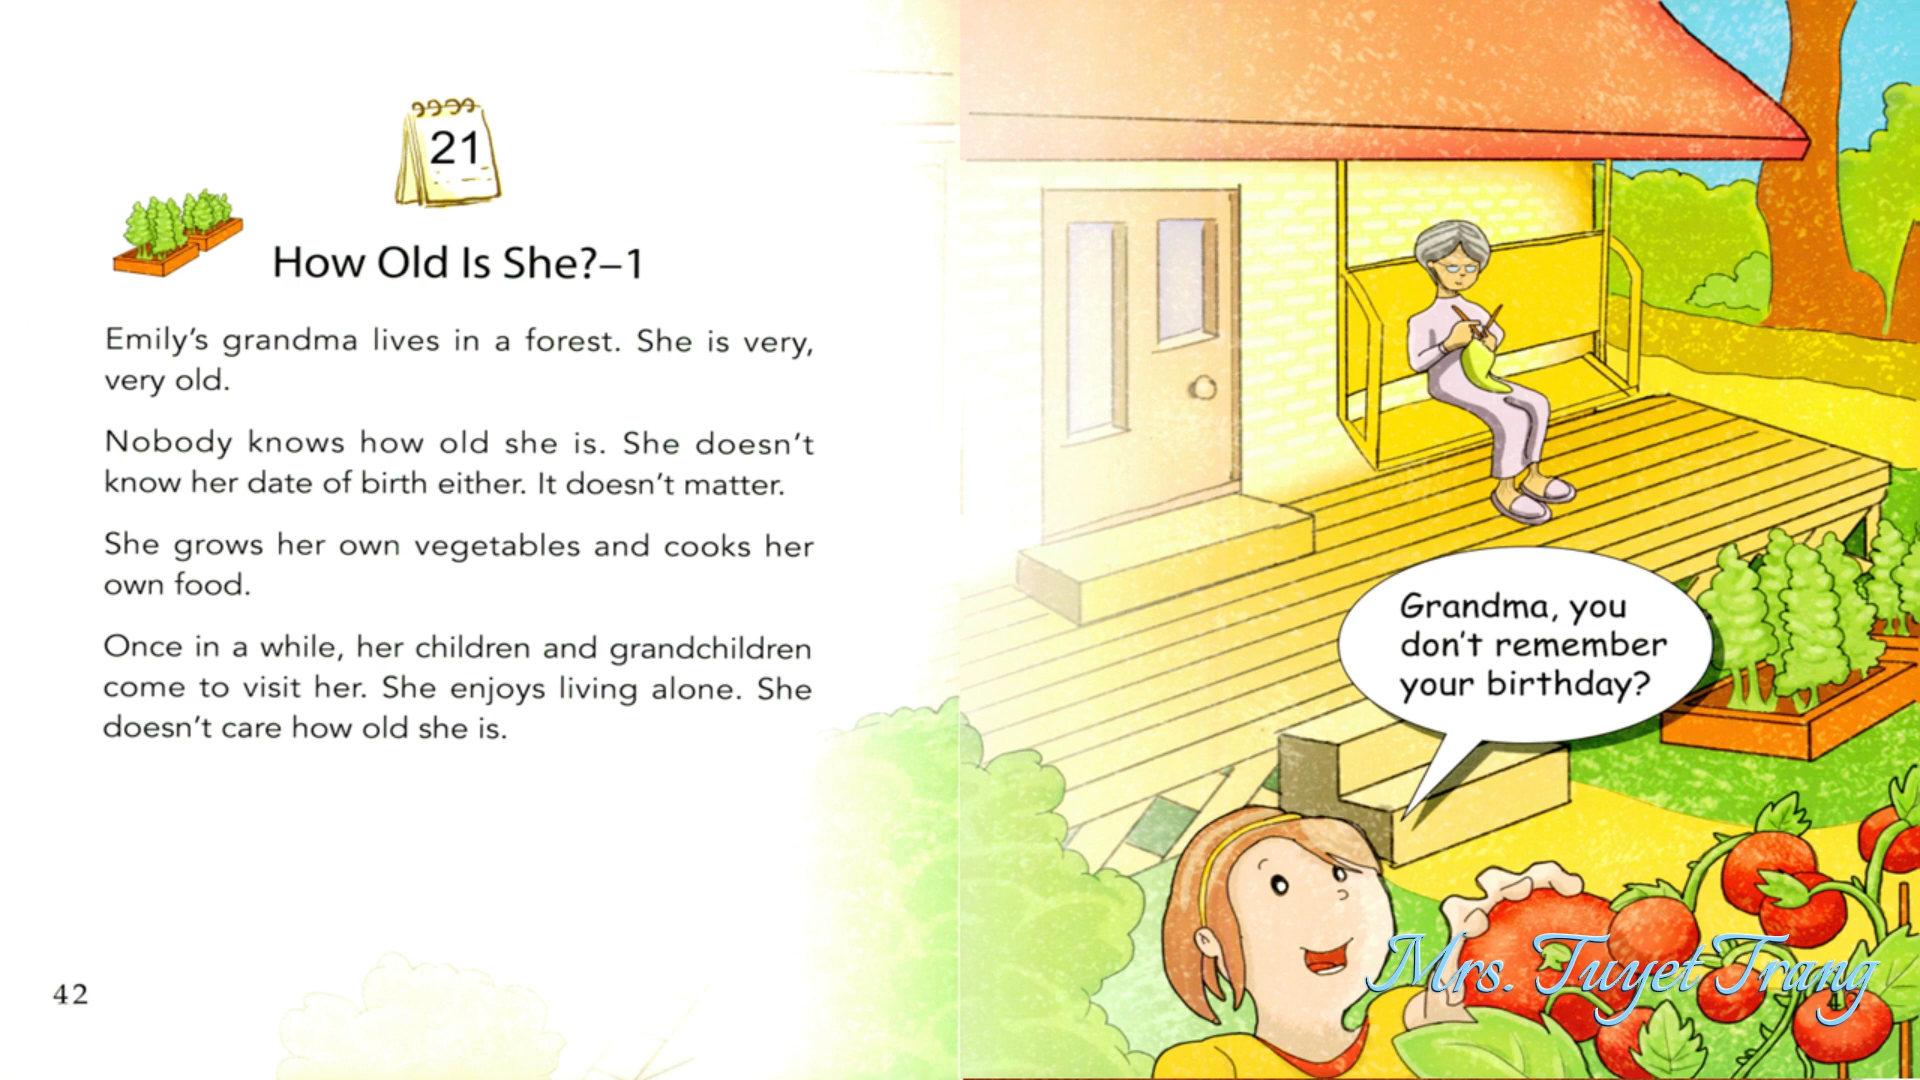 21
How Old Is She?–1
Emily's grandma lives in a forest. She is very,
very old.
Nobody knows how old she is. She doesn't
know her date of birth either. It doesn't matter.
She grows her own vegetables and cooks her
own food.
Once in a while, her children and grandchildren
come to visit her. She enjoys living alone. She
doesn't care how old she is.
42
Grandma, you
don't remember
your birthday?
Mrs. Tuyet Trang